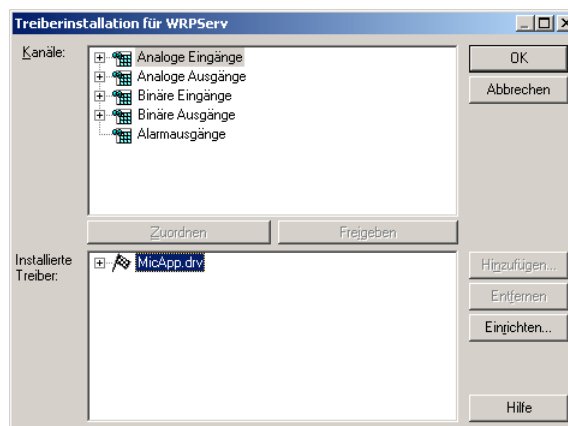 Treiberinstallation für WRPServ
Kanäle:
Analoge Eingänge
Analoge Ausgänge
Binäre Eingänge
Binäre Ausgänge
Alarmausgänge
OK
Abbrechen
Zuordnen
Freigeben
Installierte
Treiber:
MicApp.drv
Hinzufügen...
Entfernen
Einrichten...
Hilfe